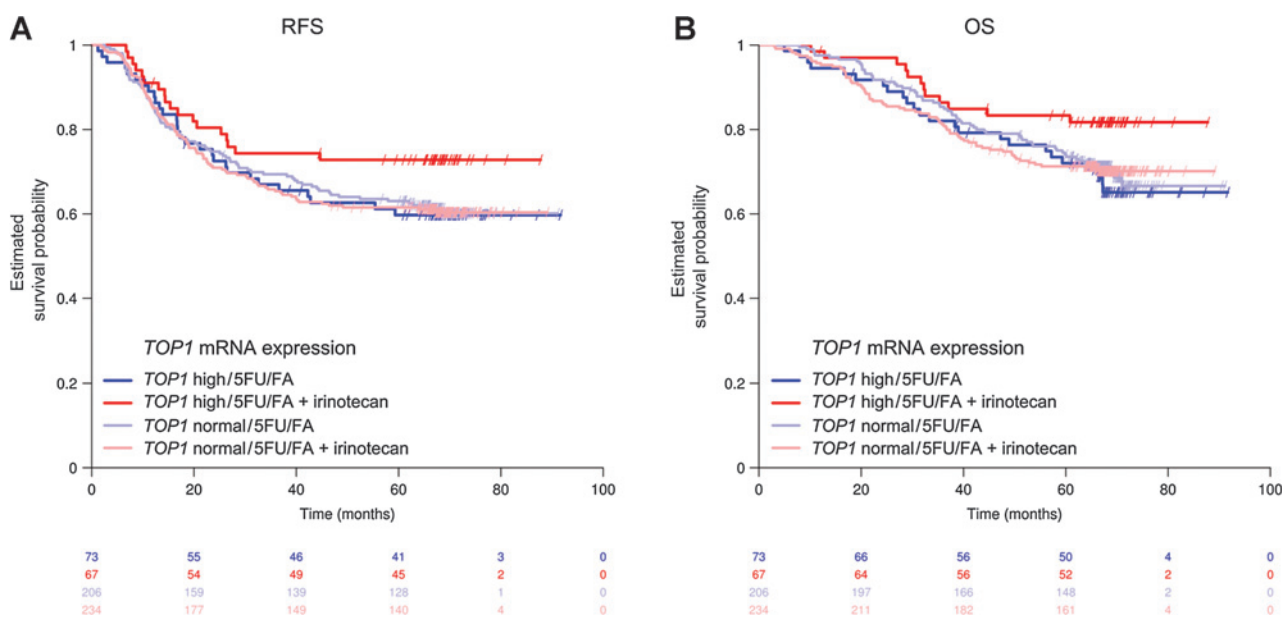 A
RFS
1
0.8
0.6
0.4
0.2
0
Estimated
survival probability
TOP1 mRNA expression
TOP1 high/5FU/FA
TOP1 high/5FU/FA + irinotecan
TOP1 normal/5FU/FA
TOP1 normal/5FU/FA + irinotecan
0 20 40 60 80 100
Time (months)
73 55 46 41 3 0
67 54 49 45 2 0
206 159 139 128 1 0
234 177 149 140 4 0
B
OS
1
0.8
0.6
0.4
0.2
0
Estimated
survival probability
TOP1 mRNA expression
TOP1 high/5FU/FA
TOP1 high/5FU/FA + irinotecan
TOP1 normal/5FU/FA
TOP1 normal/5FU/FA + irinotecan
0 20 40 60 80 100
Time (months)
73 66 56 50 4 0
67 64 56 52 2 0
206 197 166 148 2 0
234 211 182 161 4 0